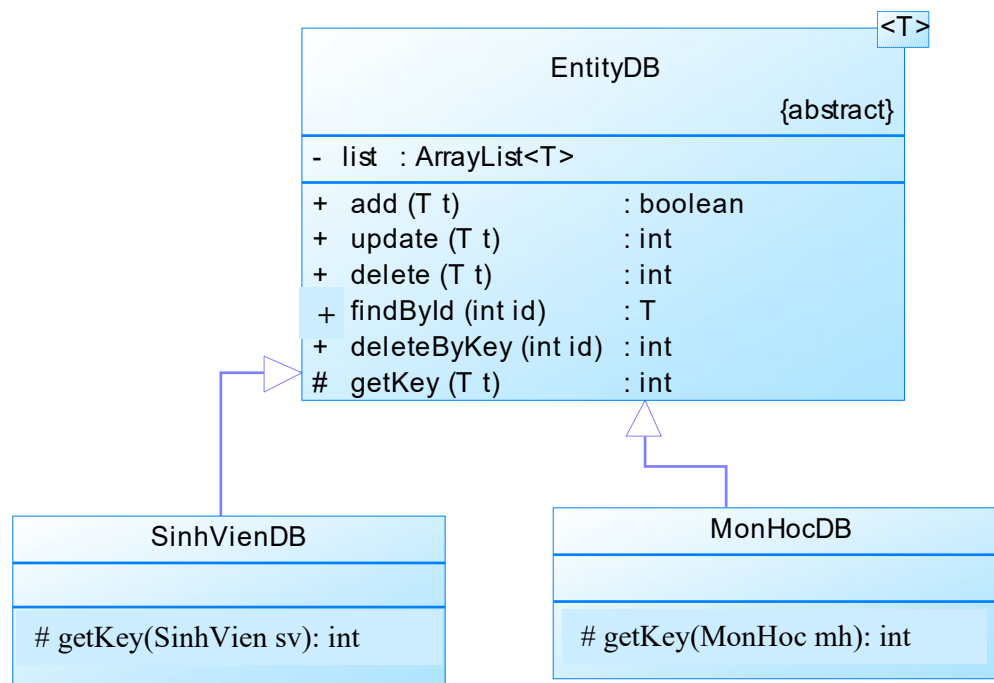 <T>
EntityDB
{abstract}
- list : ArrayList<T>
+ add (T t) : boolean
+ update (T t) : int
+ delete (T t) : int
+ findById (int id) : T
+ deleteByKey (int id) : int
# getKey (T t) : int
SinhVienDB
# getKey(SinhVien sv): int
MonHocDB
# getKey(MonHoc mh): int